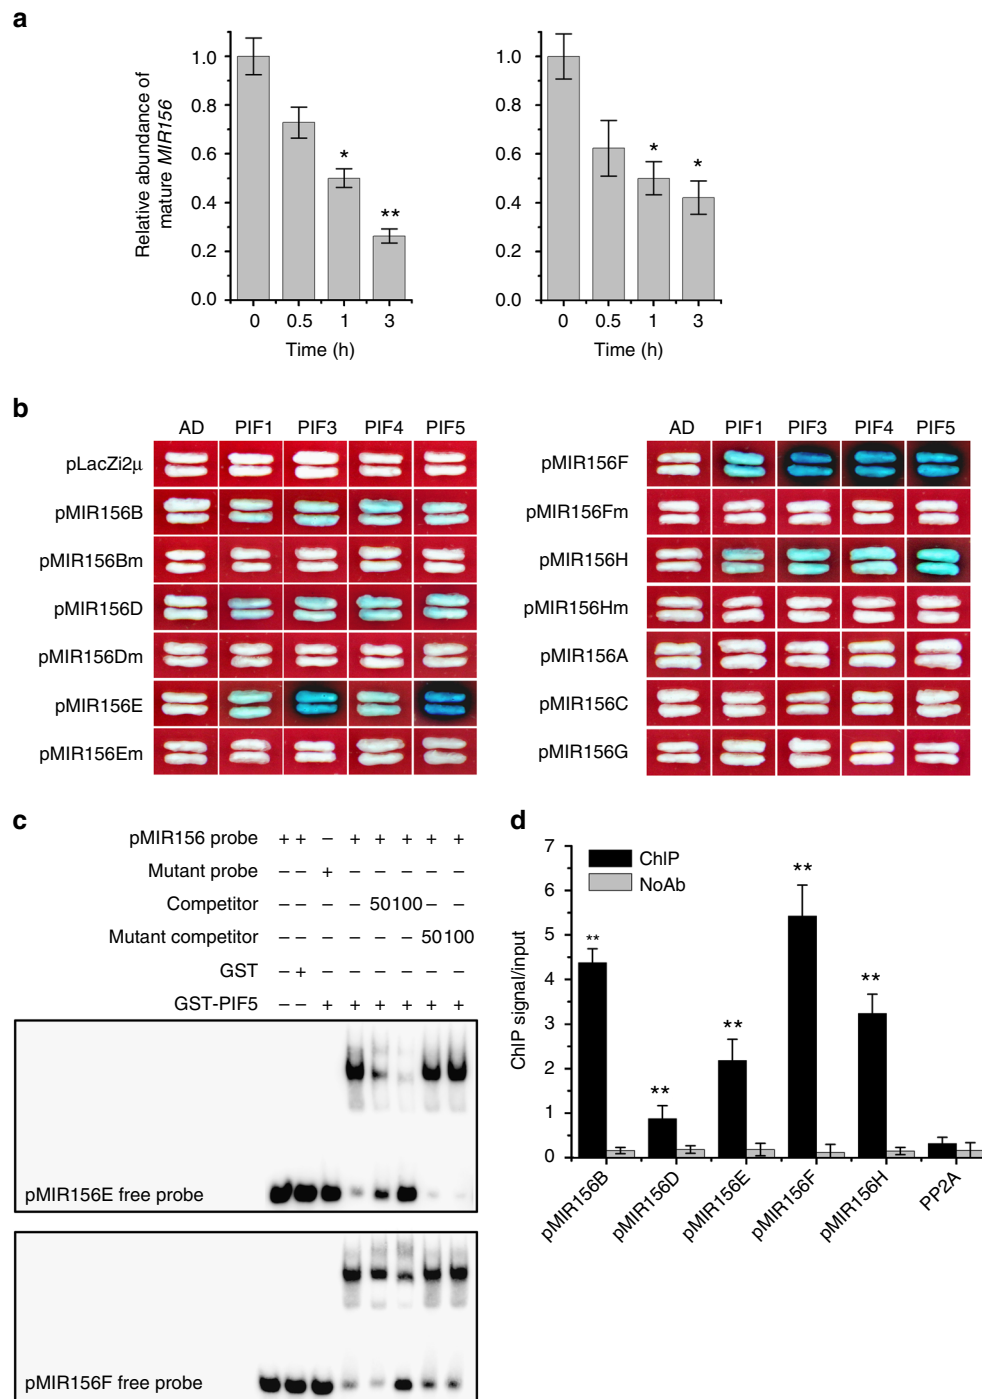 a
Relative abundance of
mature MIR156
1.0
0.8
0.6
0.4
0.2
0.0
*
**
0 0.5 1 3
Time (h)
1.0
0.8
0.6
0.4
0.2
0.0
*
*
0 0.5 1 3
Time (h)
b
AD PIF1 PIF3 PIF4 PIF5
pLacZi2μ
pMIR156B
pMIR156Bm
pMIR156D
pMIR156Dm
pMIR156E
pMIR156Em
AD PIF1 PIF3 PIF4 PIF5
pMIR156F
pMIR156Fm
pMIR156H
pMIR156Hm
pMIR156A
pMIR156C
pMIR156G
c
pMIR156 probe + + − + + + + +
Mutant probe − − + − − − − −
Competitor − − − − 50 100 − −
Mutant competitor − − − − − − 50 100
GST − + − − − − − −
GST-PIF5 − − + + + + + +
pMIR156E free probe
pMIR156F free probe
d
ChIP signal/input
7
6
5
4
3
2
1
0
ChIP
NoAb
**
**
**
**
**
pMIR156B
pMIR156D
pMIR156E
pMIR156F
pMIR156H
PP2A